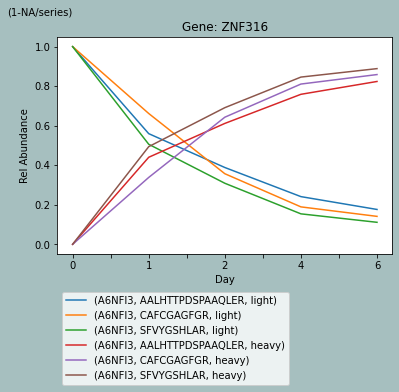 (1-NA/series)
Gene: ZNF316
1.0
0.8
0.6
0.4
0.2
0.0
Rel Abundance
0 1 2 4 6
Day
(A6NFI3, AALHTTPDSPAAQLER, light)
(A6NFI3, CAFCGAGFGR, light)
(A6NFI3, SFVYGSHLAR, light)
(A6NFI3, AALHTTPDSPAAQLER, heavy)
(A6NFI3, CAFCGAGFGR, heavy)
(A6NFI3, SFVYGSHLAR, heavy)